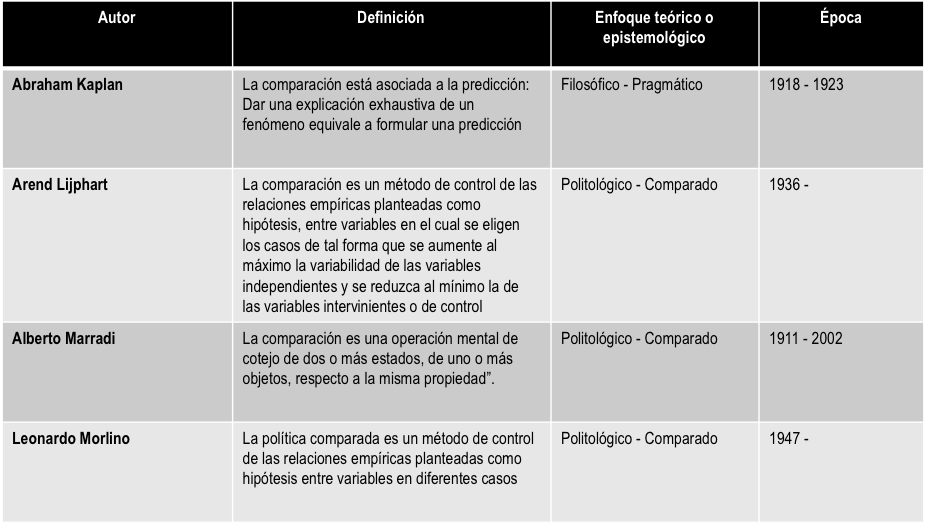 Autor
Definición
Enfoque teórico o
epistemológico
Época
Abraham Kaplan
La comparación está asociada a la predicción:
Dar una explicación exhaustiva de un
fenómeno equivale a formular una predicción
Filosófico - Pragmático
1918 - 1923
Arend Lijphart
La comparación es un método de control de las
relaciones empíricas planteadas como
hipótesis, entre variables en el cual se eligen
los casos de tal forma que se aumente al
máximo la variabilidad de las variables
independientes y se reduzca al mínimo la de
las variables intervinientes o de control
Politológico - Comparado
1936 -
Alberto Marradi
La comparación es una operación mental de
cotejo de dos o más estados, de uno o más
objetos, respecto a la misma propiedad”.
Politológico - Comparado
1911 - 2002
Leonardo Morlino
La política comparada es un método de control
de las relaciones empíricas planteadas como
hipótesis entre variables en diferentes casos
Politológico - Comparado
1947 -